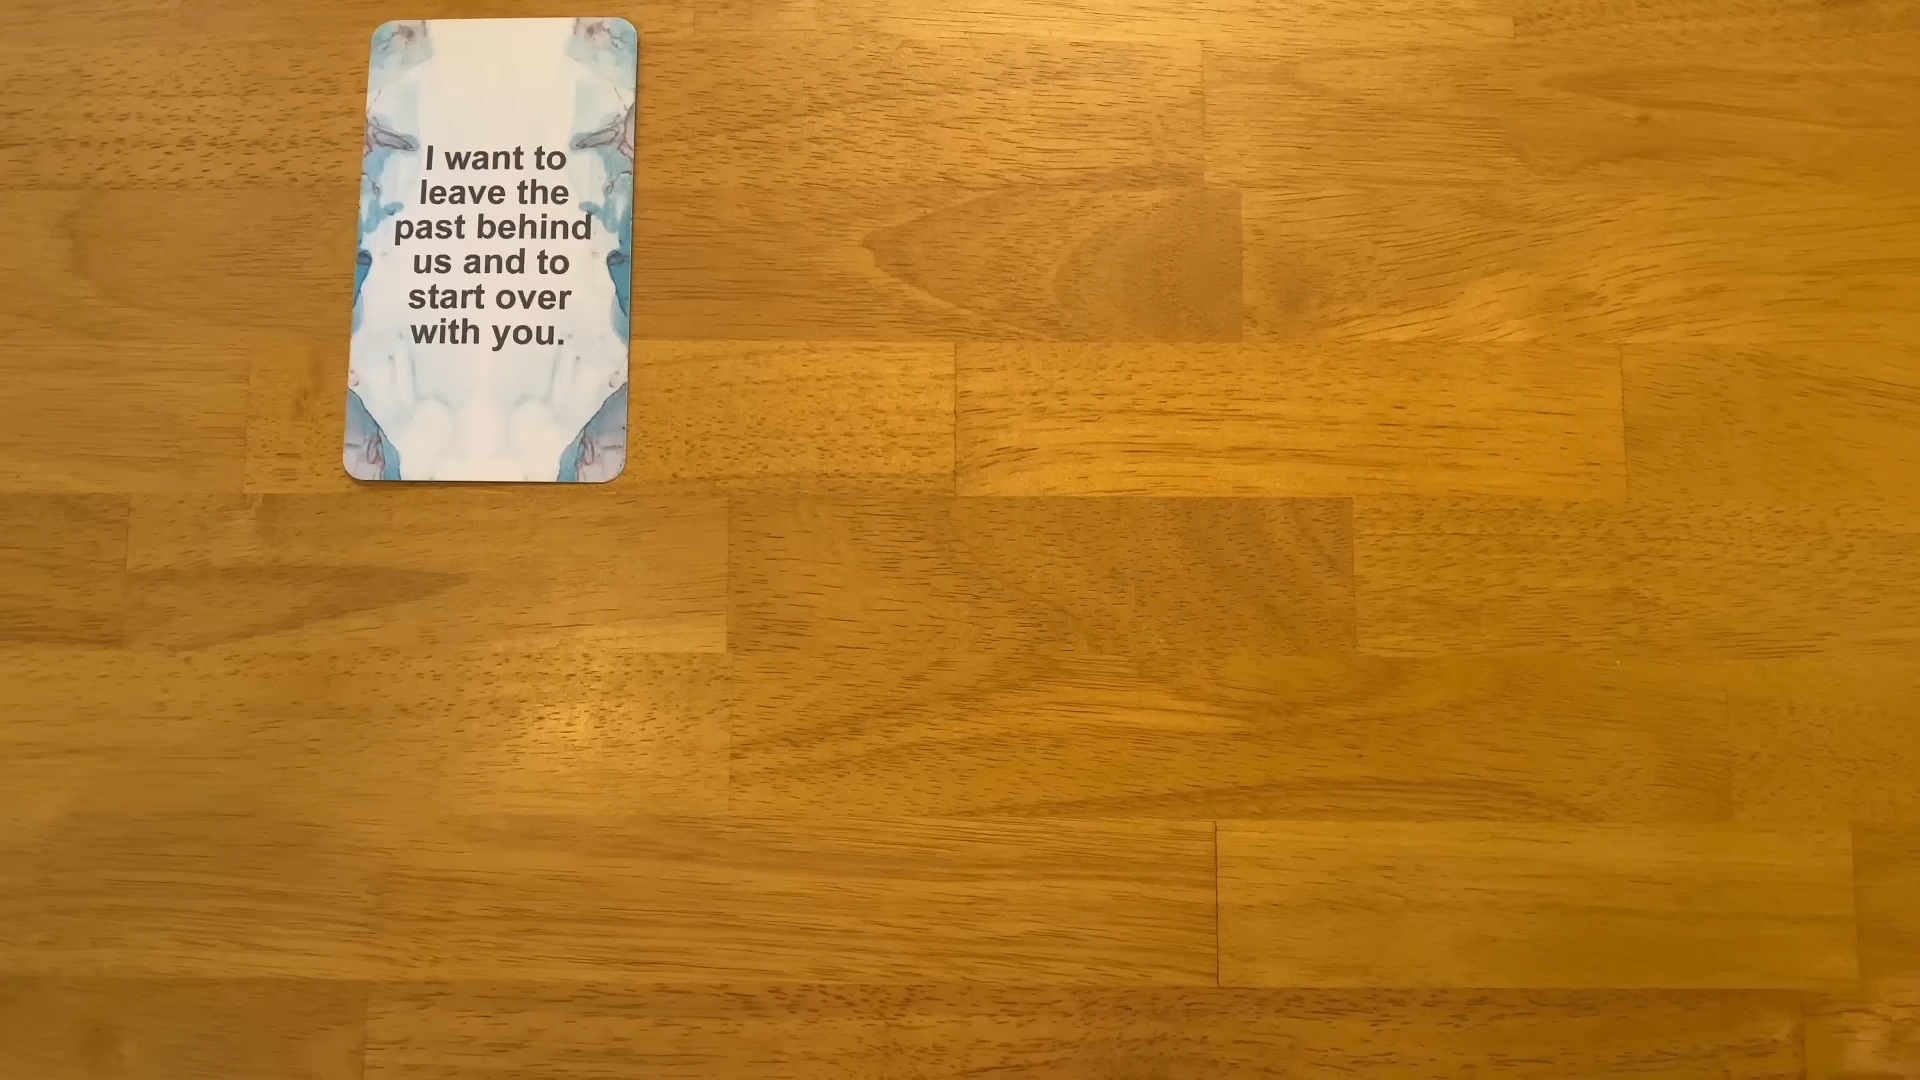 I want to
leave the
past behind
us and to
start over
with you.